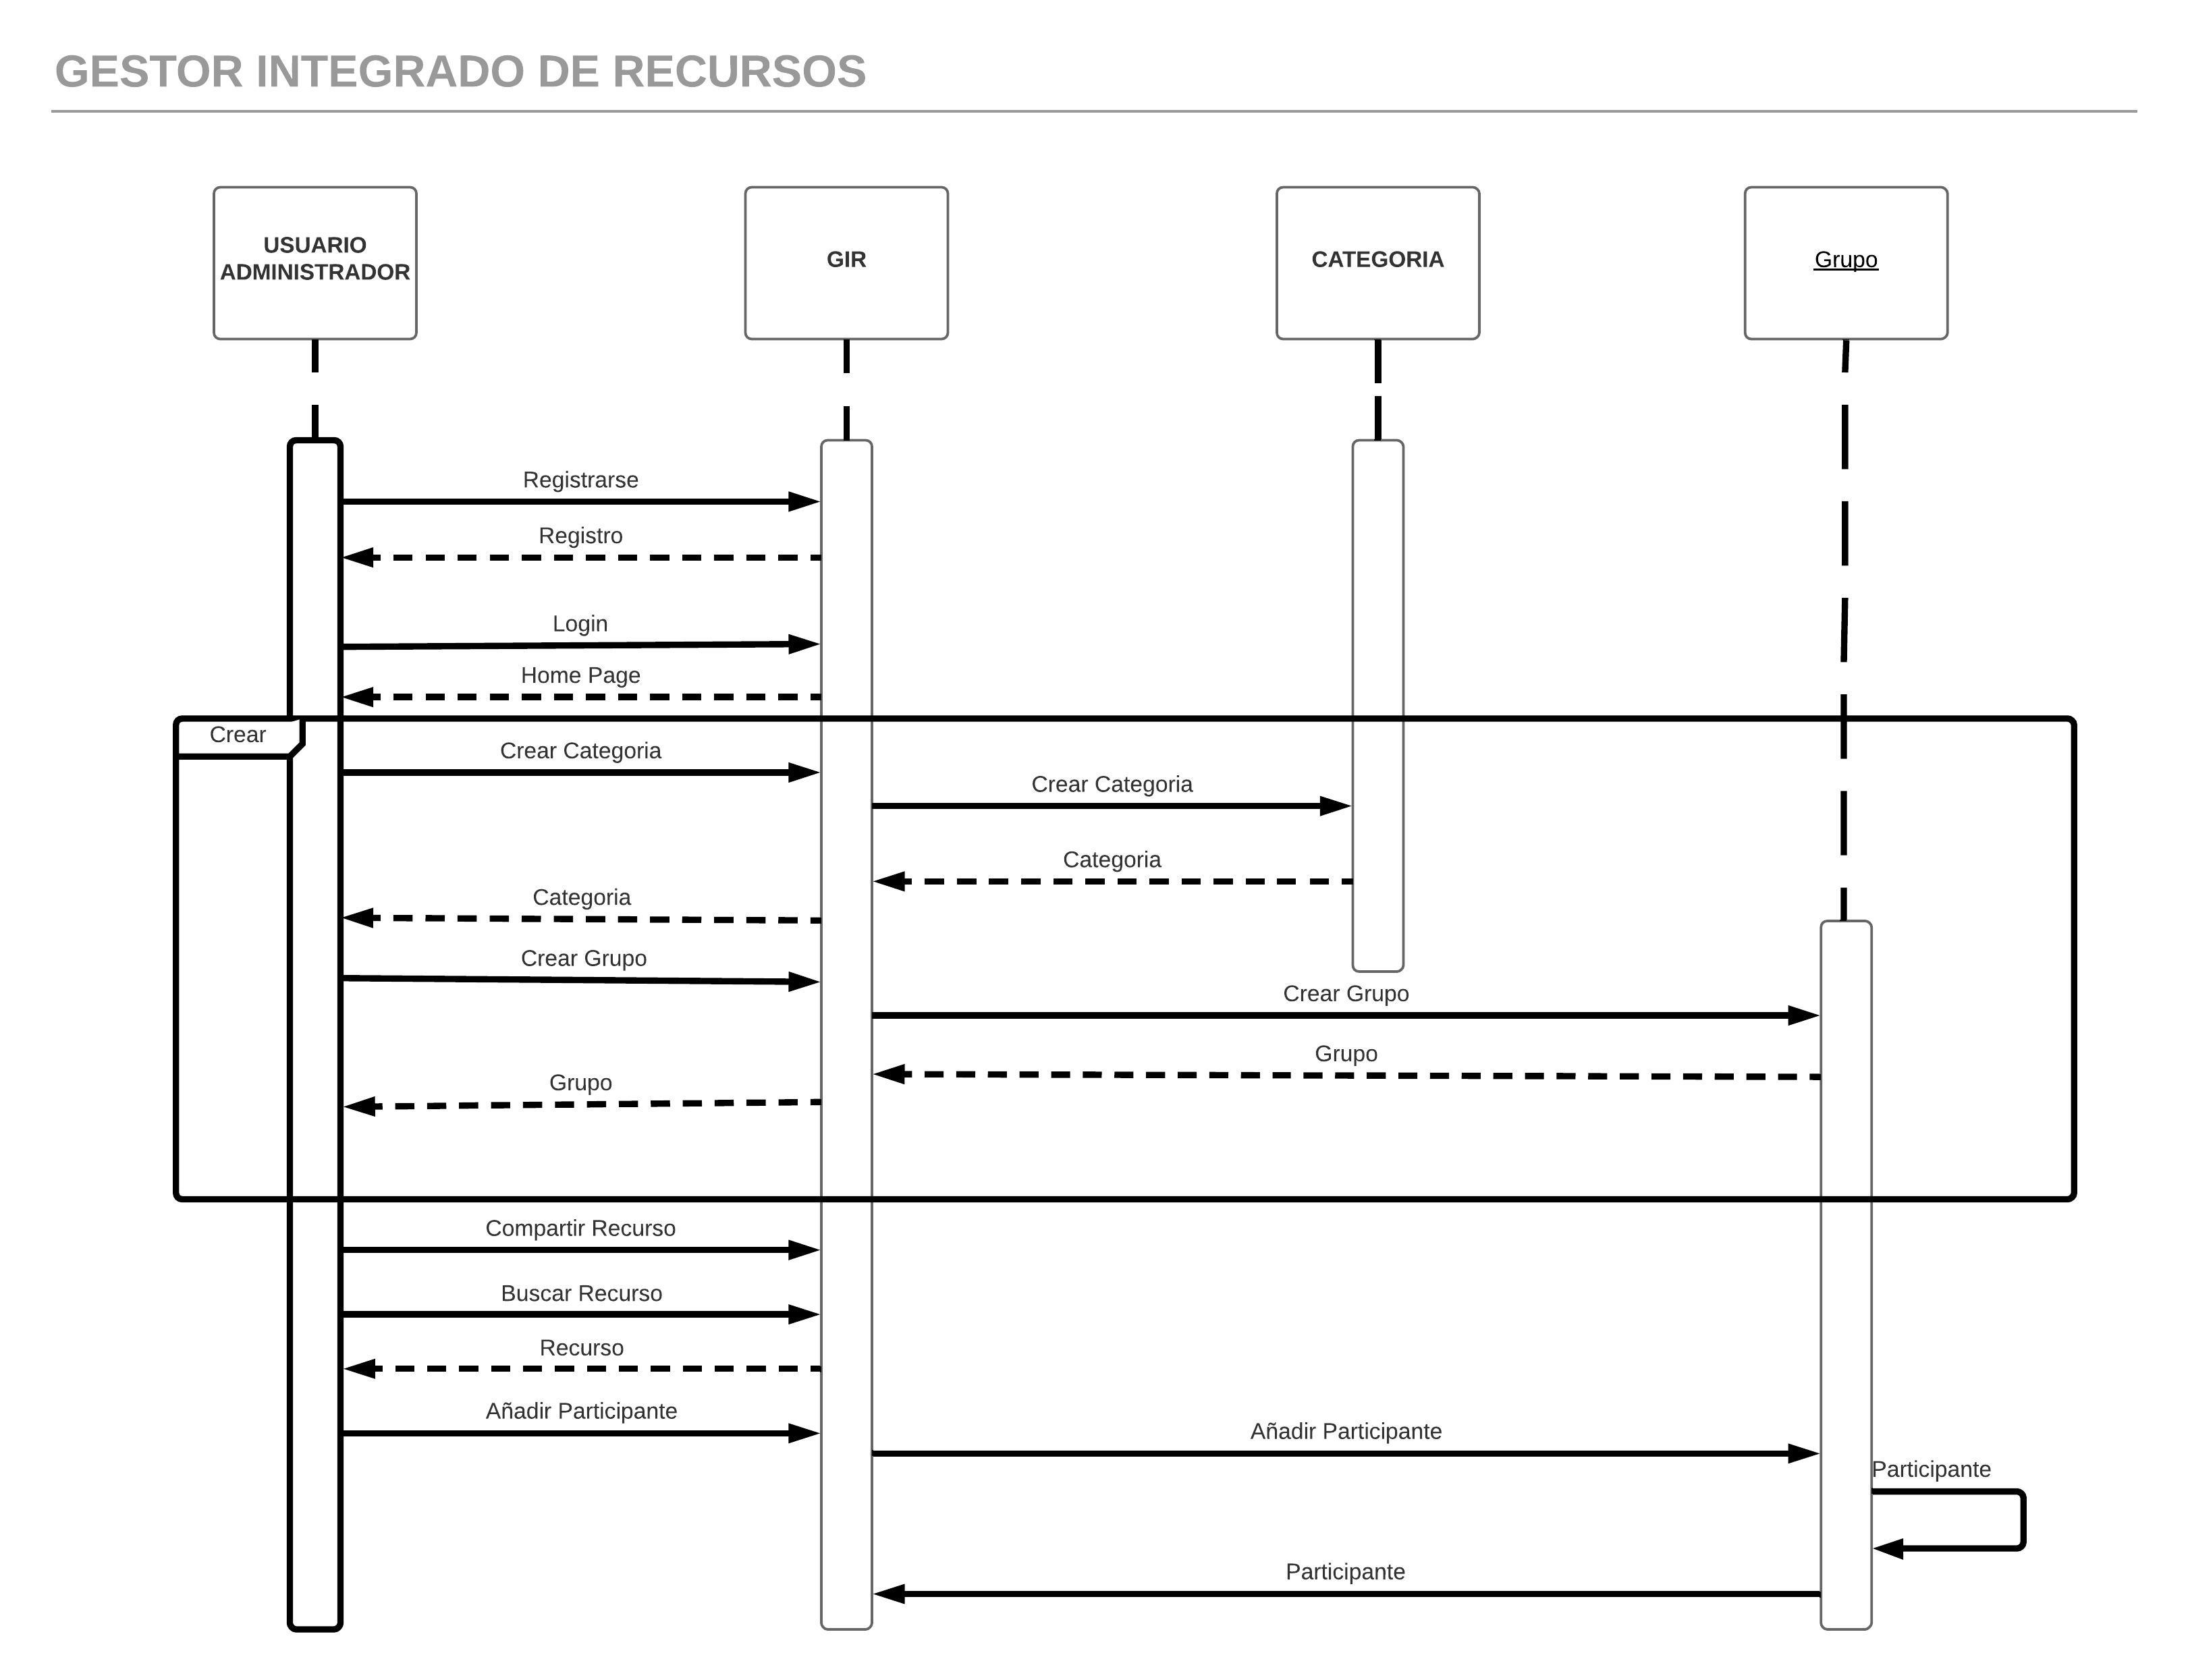 GESTOR INTEGRADO DE RECURSOS
USUARIO
ADMINISTRADOR
GIR
CATEGORIA
Grupo
Registrarse
Registro
Login
Home Page
Crear
Crear Categoria
Crear Categoria
Categoria
Categoria
Crear Grupo
Crear Grupo
Grupo
Grupo
Compartir Recurso
Buscar Recurso
Recurso
Añadir Participante
Añadir Participante
Participante
Participante